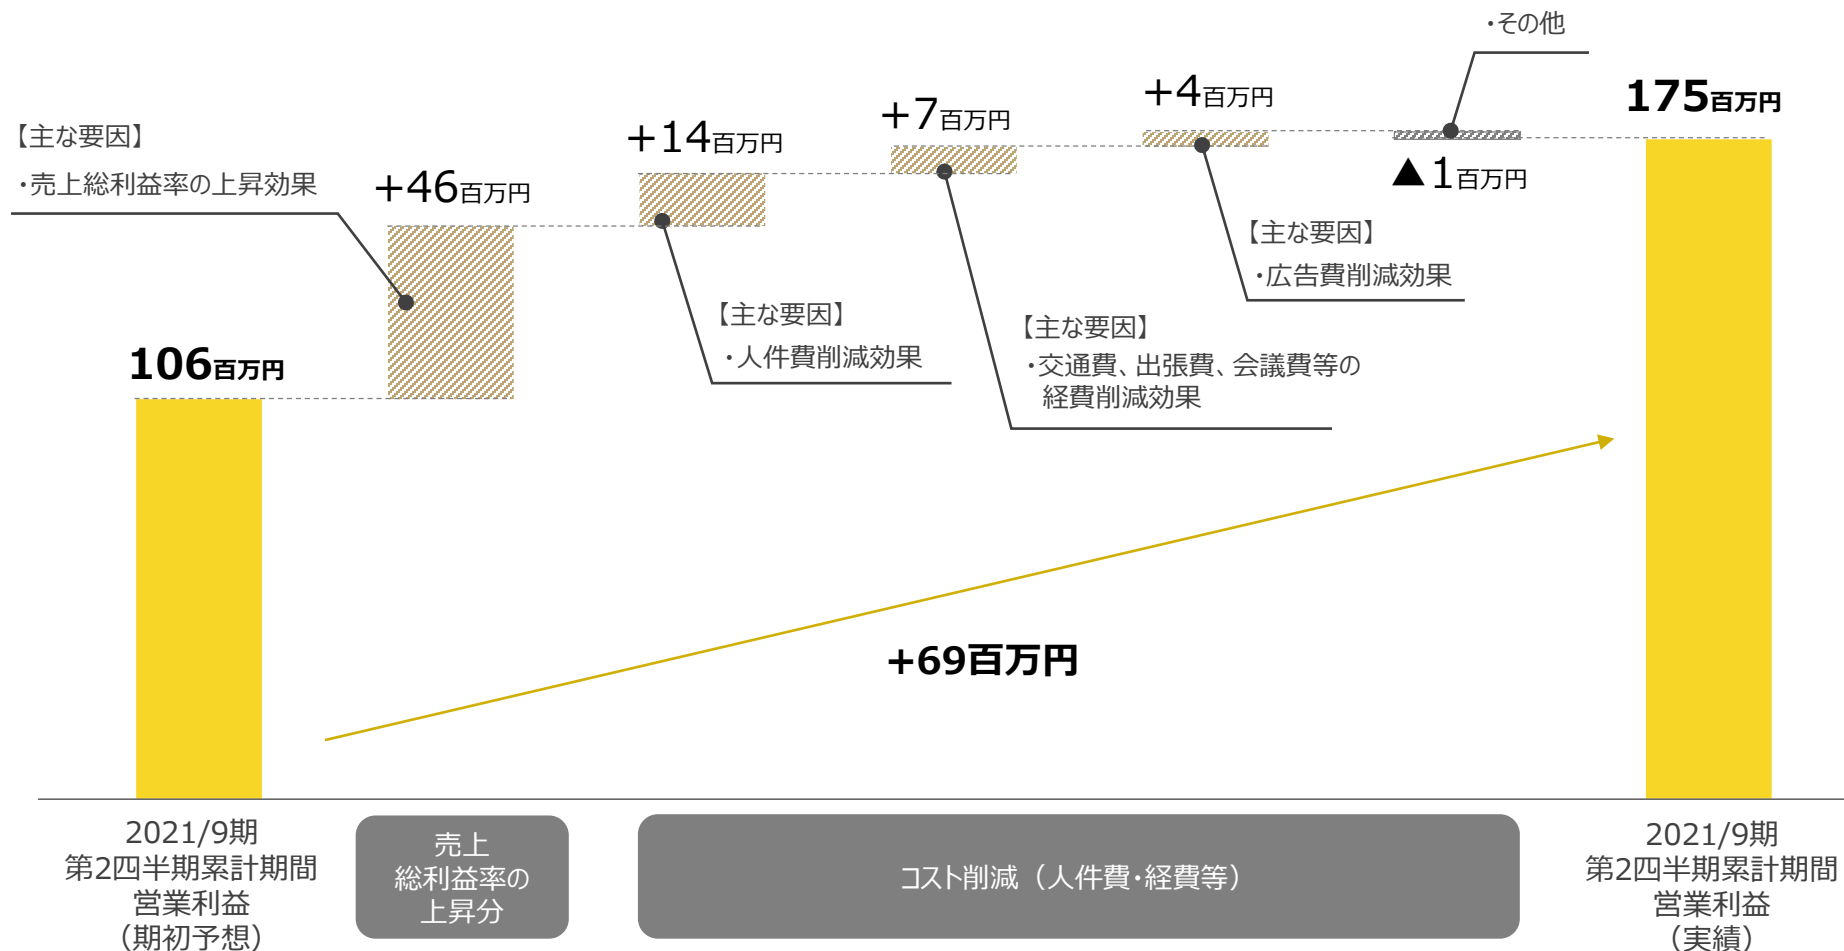 ・その他
+4百万円
175百万円
+7百万円
+14百万円
【主な要因】
・売上総利益率の上昇効果
+46百万円
▲1百万円
【主な要因】
・広告費削減効果
【主な要因】
・人件費削減効果
【主な要因】
・交通費、出張費、会議費等の
経費削減効果
106百万円
+69百万円
2021/9期
第2四半期累計期間
営業利益
（期初予想）
売上
総利益率の
上昇分
コスト削減（人件費・経費等）
2021/9期
第2四半期累計期間
営業利益
（実績）